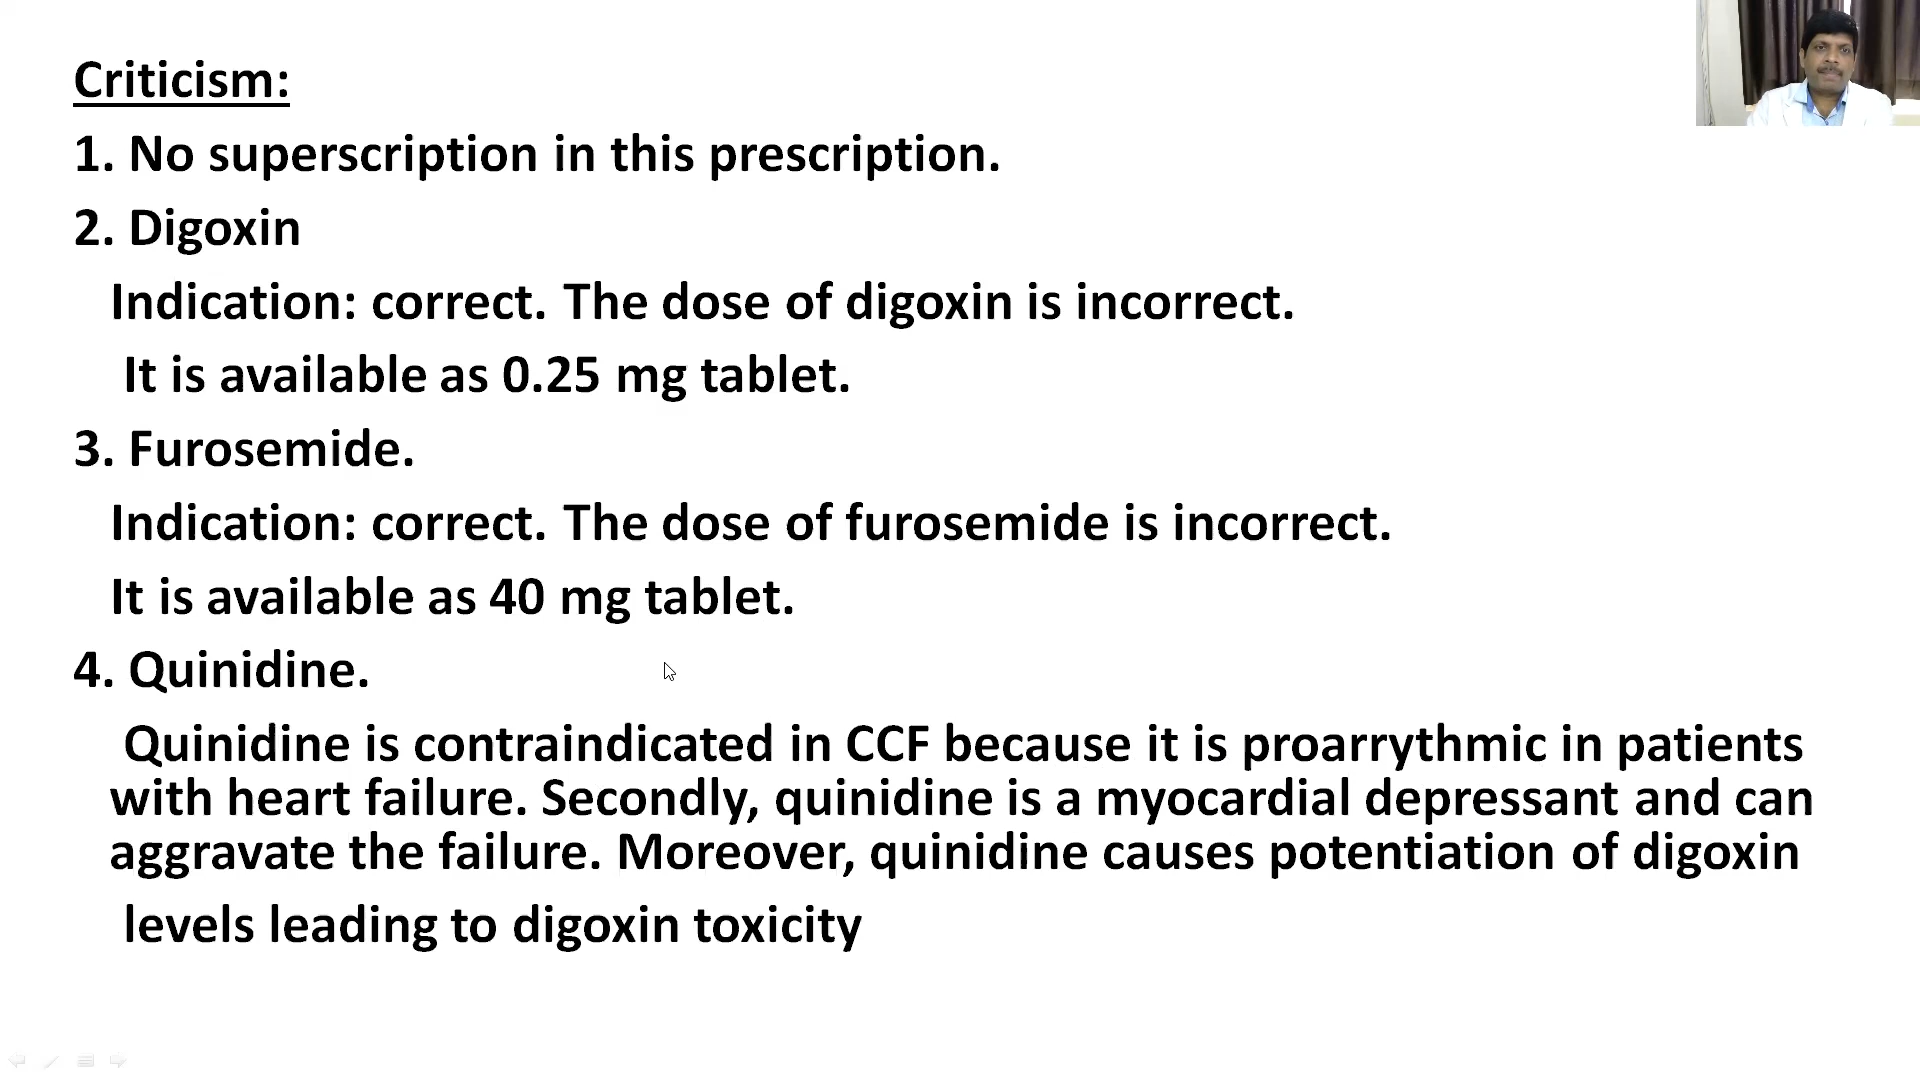 Criticism:
1. No superscription in this prescription.
2. Digoxin
Indication: correct. The dose of digoxin is incorrect.
It is available as 0.25 mg tablet.
3. Furosemide.
Indication: correct. The dose of furosemide is incorrect.
It is available as 40 mg tablet.
4. Quinidine.
Quinidine is contraindicated in CCF because it is proarrythmic in patients
with heart failure. Secondly, quinidine is a myocardial depressant and can
aggravate the failure. Moreover, quinidine causes potentiation of digoxin
levels leading to digoxin toxicity